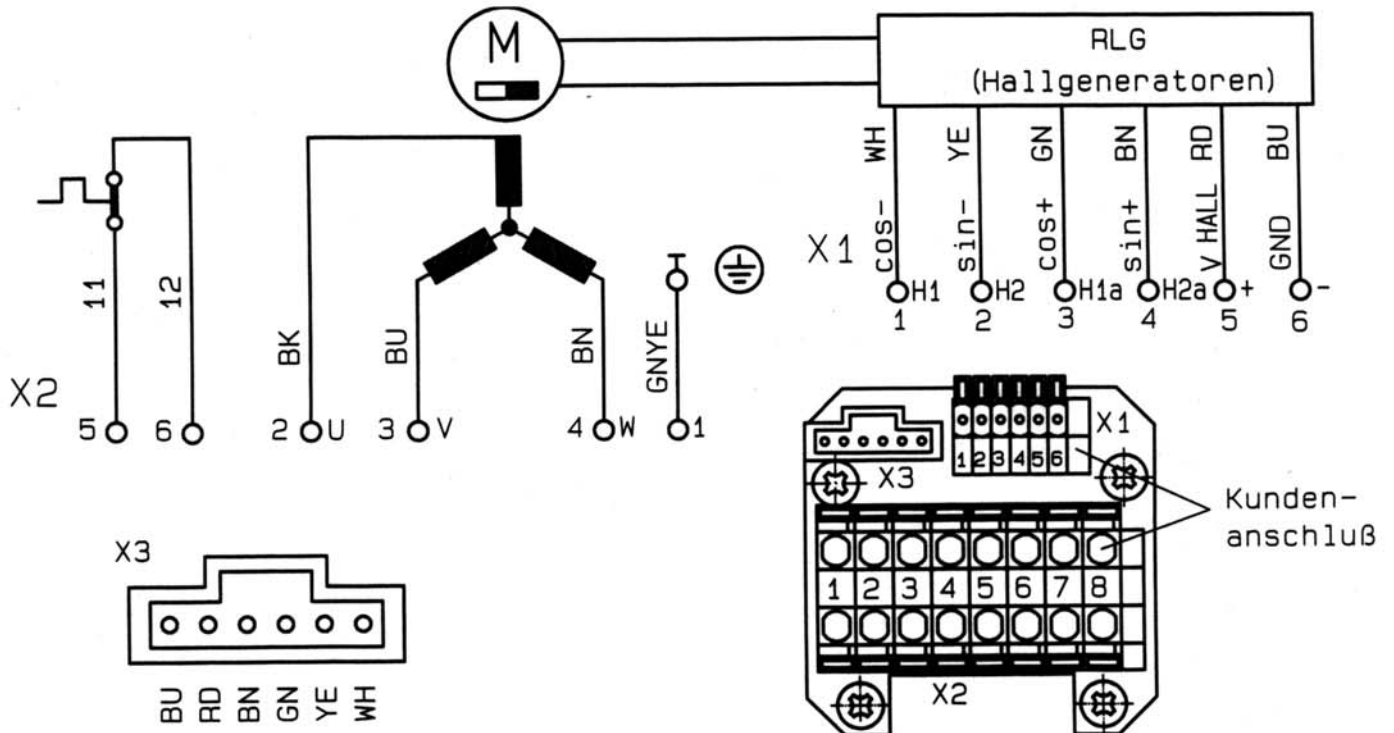 M
RLG
(Hallgeneratoren)
WH YE GN BN RD BU
cos- sin- cos+ sin+ V HALL GND
X1
H1 H2 H1a H2a + -
1 2 3 4 5 6
11 12
BK BU BN GNYE
X2
5 6 2 U 3 V 4 W 1
X1
1 2 3 4 5 6
X3
Kunden-
anschluß
1 2 3 4 5 6 7 8
X2
X3
BU RD BN GN YE WH